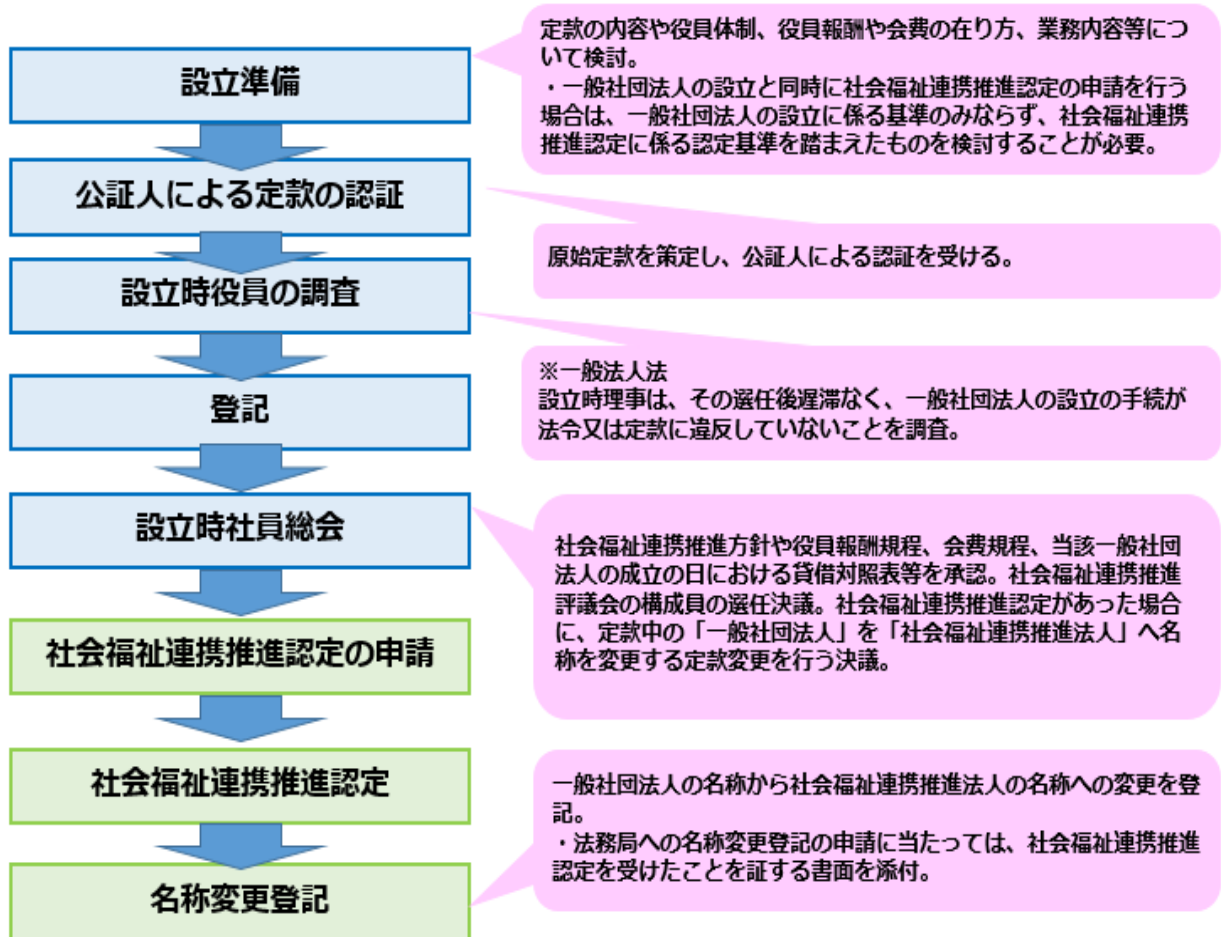 設立準備
定款の内容や役員体制、役員報酬や会費の在り方、業務内容等につ
いて検討。
・一般社団法人の設立と同時に社会福祉連携推進認定の申請を行う
場合は、一般社団法人の設立に係る基準のみならず、社会福祉連携
推進認定に係る認定基準を踏まえたものを検討することが必要。
公証人による定款の認証
原始定款を策定し、公証人による認証を受ける。
設立時役員の調査
※一般法人法
設立時理事は、その選任後遅滞なく、一般社団法人の設立の手続が
法令又は定款に違反していないことを調査。
登記
設立時社員総会
社会福祉連携推進方針や役員報酬規程、会費規程、当該一般社団
法人の成立の日における貸借対照表等を承認。社会福祉連携推進
評議会の構成員の選任決議。社会福祉連携推進認定があった場合
に、定款中の「一般社団法人」を「社会福祉連携推進法人」へ名
称を変更する定款変更を行う決議。
社会福祉連携推進認定の申請
社会福祉連携推進認定
名称変更登記
一般社団法人の名称から社会福祉連携推進法人の名称への変更を登
記。
・法務局への名称変更登記の申請に当たっては、社会福祉連携推進
認定を受けたことを証する書面を添付。